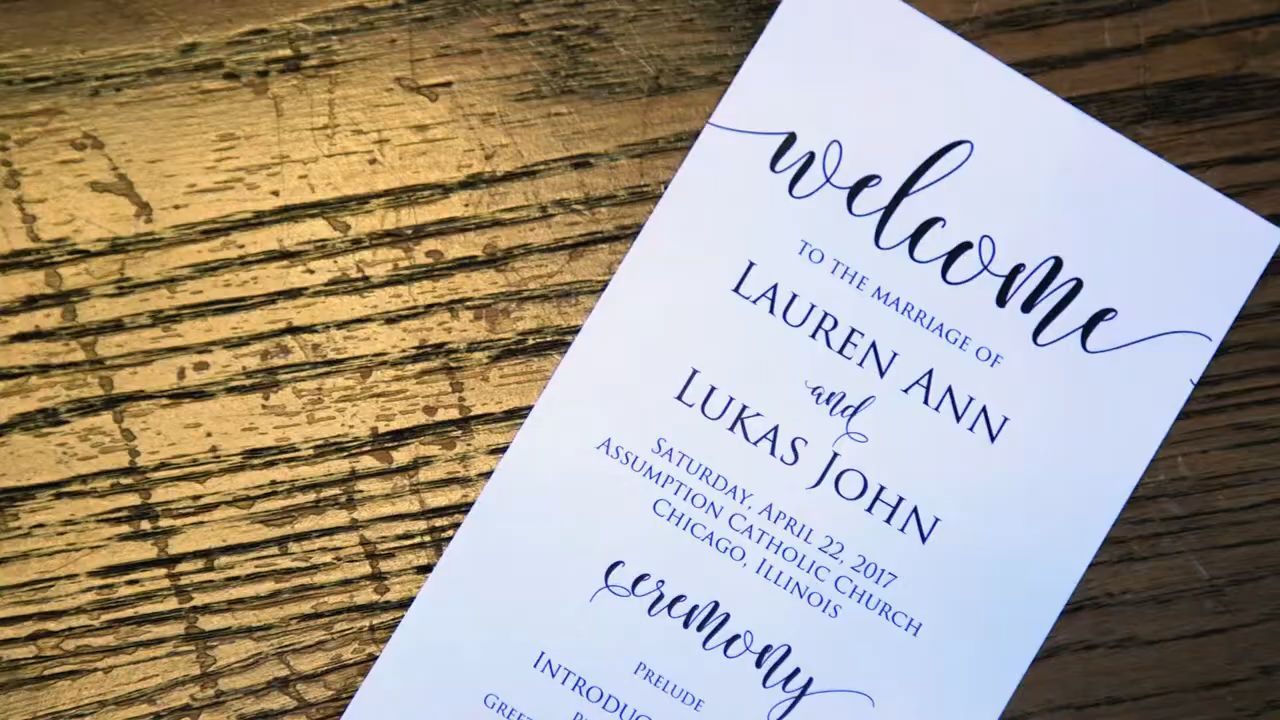 welcome
TO THE MARRIAGE OF
LAUREN ANN
and
LUKAS JOHN
SATURDAY, APRIL 22, 2017
ASSUMPTION CATHOLIC CHURCH
CHICAGO, ILLINOIS
ceremony
PRELUDE